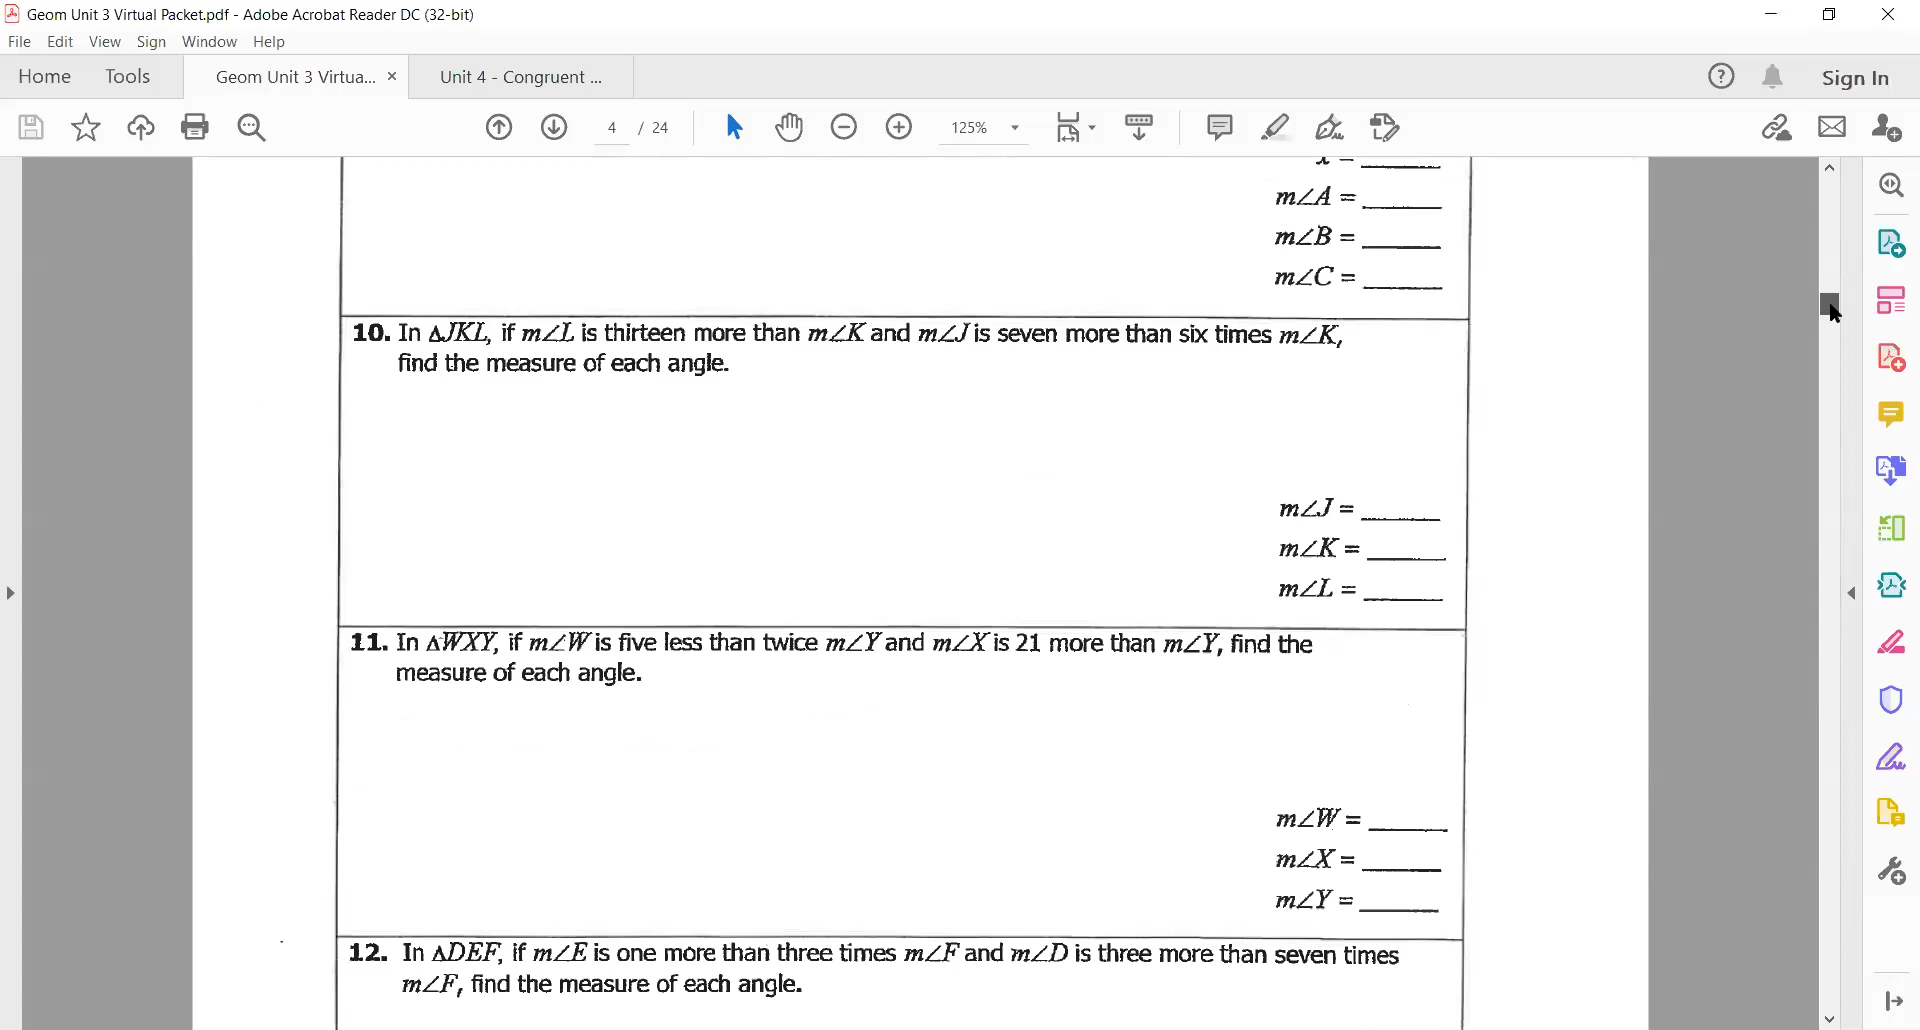 Geom Unit 3 Virtual Packet.pdf - Adobe Acrobat Reader DC (32-bit)
File Edit View Sign Window Help
Home Tools Geom Unit 3 Virtua... × Unit 4 - Congruent ... Sign In
4 / 24 125%
x = ______
m∠A = ______
m∠B = ______
m∠C = ______
10. In ΔJKL, if m∠L is thirteen more than m∠K and m∠J is seven more than six times m∠K,
find the measure of each angle.
m∠J = ______
m∠K = ______
m∠L = ______
11. In ΔWXY, if m∠W is five less than twice m∠Y and m∠X is 21 more than m∠Y, find the
measure of each angle.
m∠W = ______
m∠X = ______
m∠Y = ______
12. In ΔDEF, if m∠E is one more than three times m∠F and m∠D is three more than seven times
m∠F, find the measure of each angle.